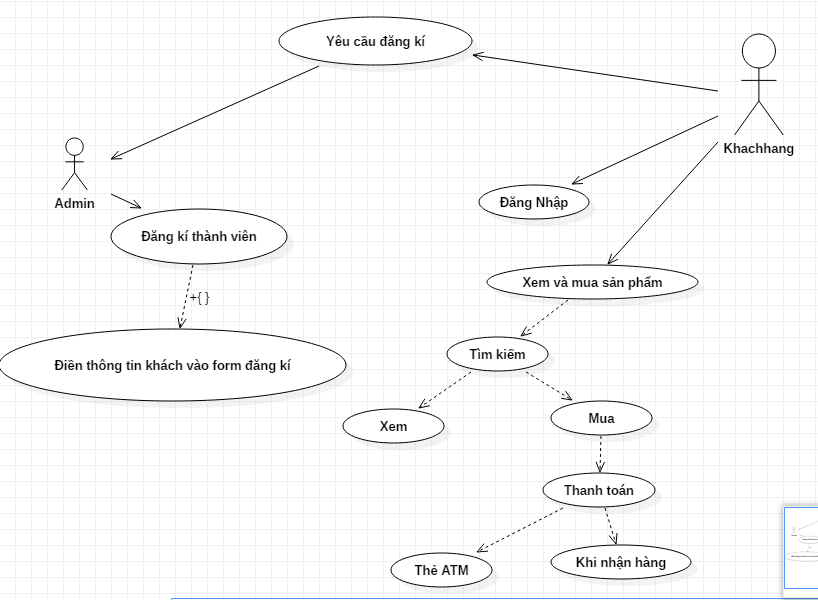 Yêu cầu đăng kí
Khachhang
Admin
Đăng Nhập
Đăng kí thành viên
Xem và mua sản phẩm
+{ }
Tìm kiếm
Điền thông tin khách vào form đăng kí
Xem
Mua
Thanh toán
Thẻ ATM
Khi nhận hàng